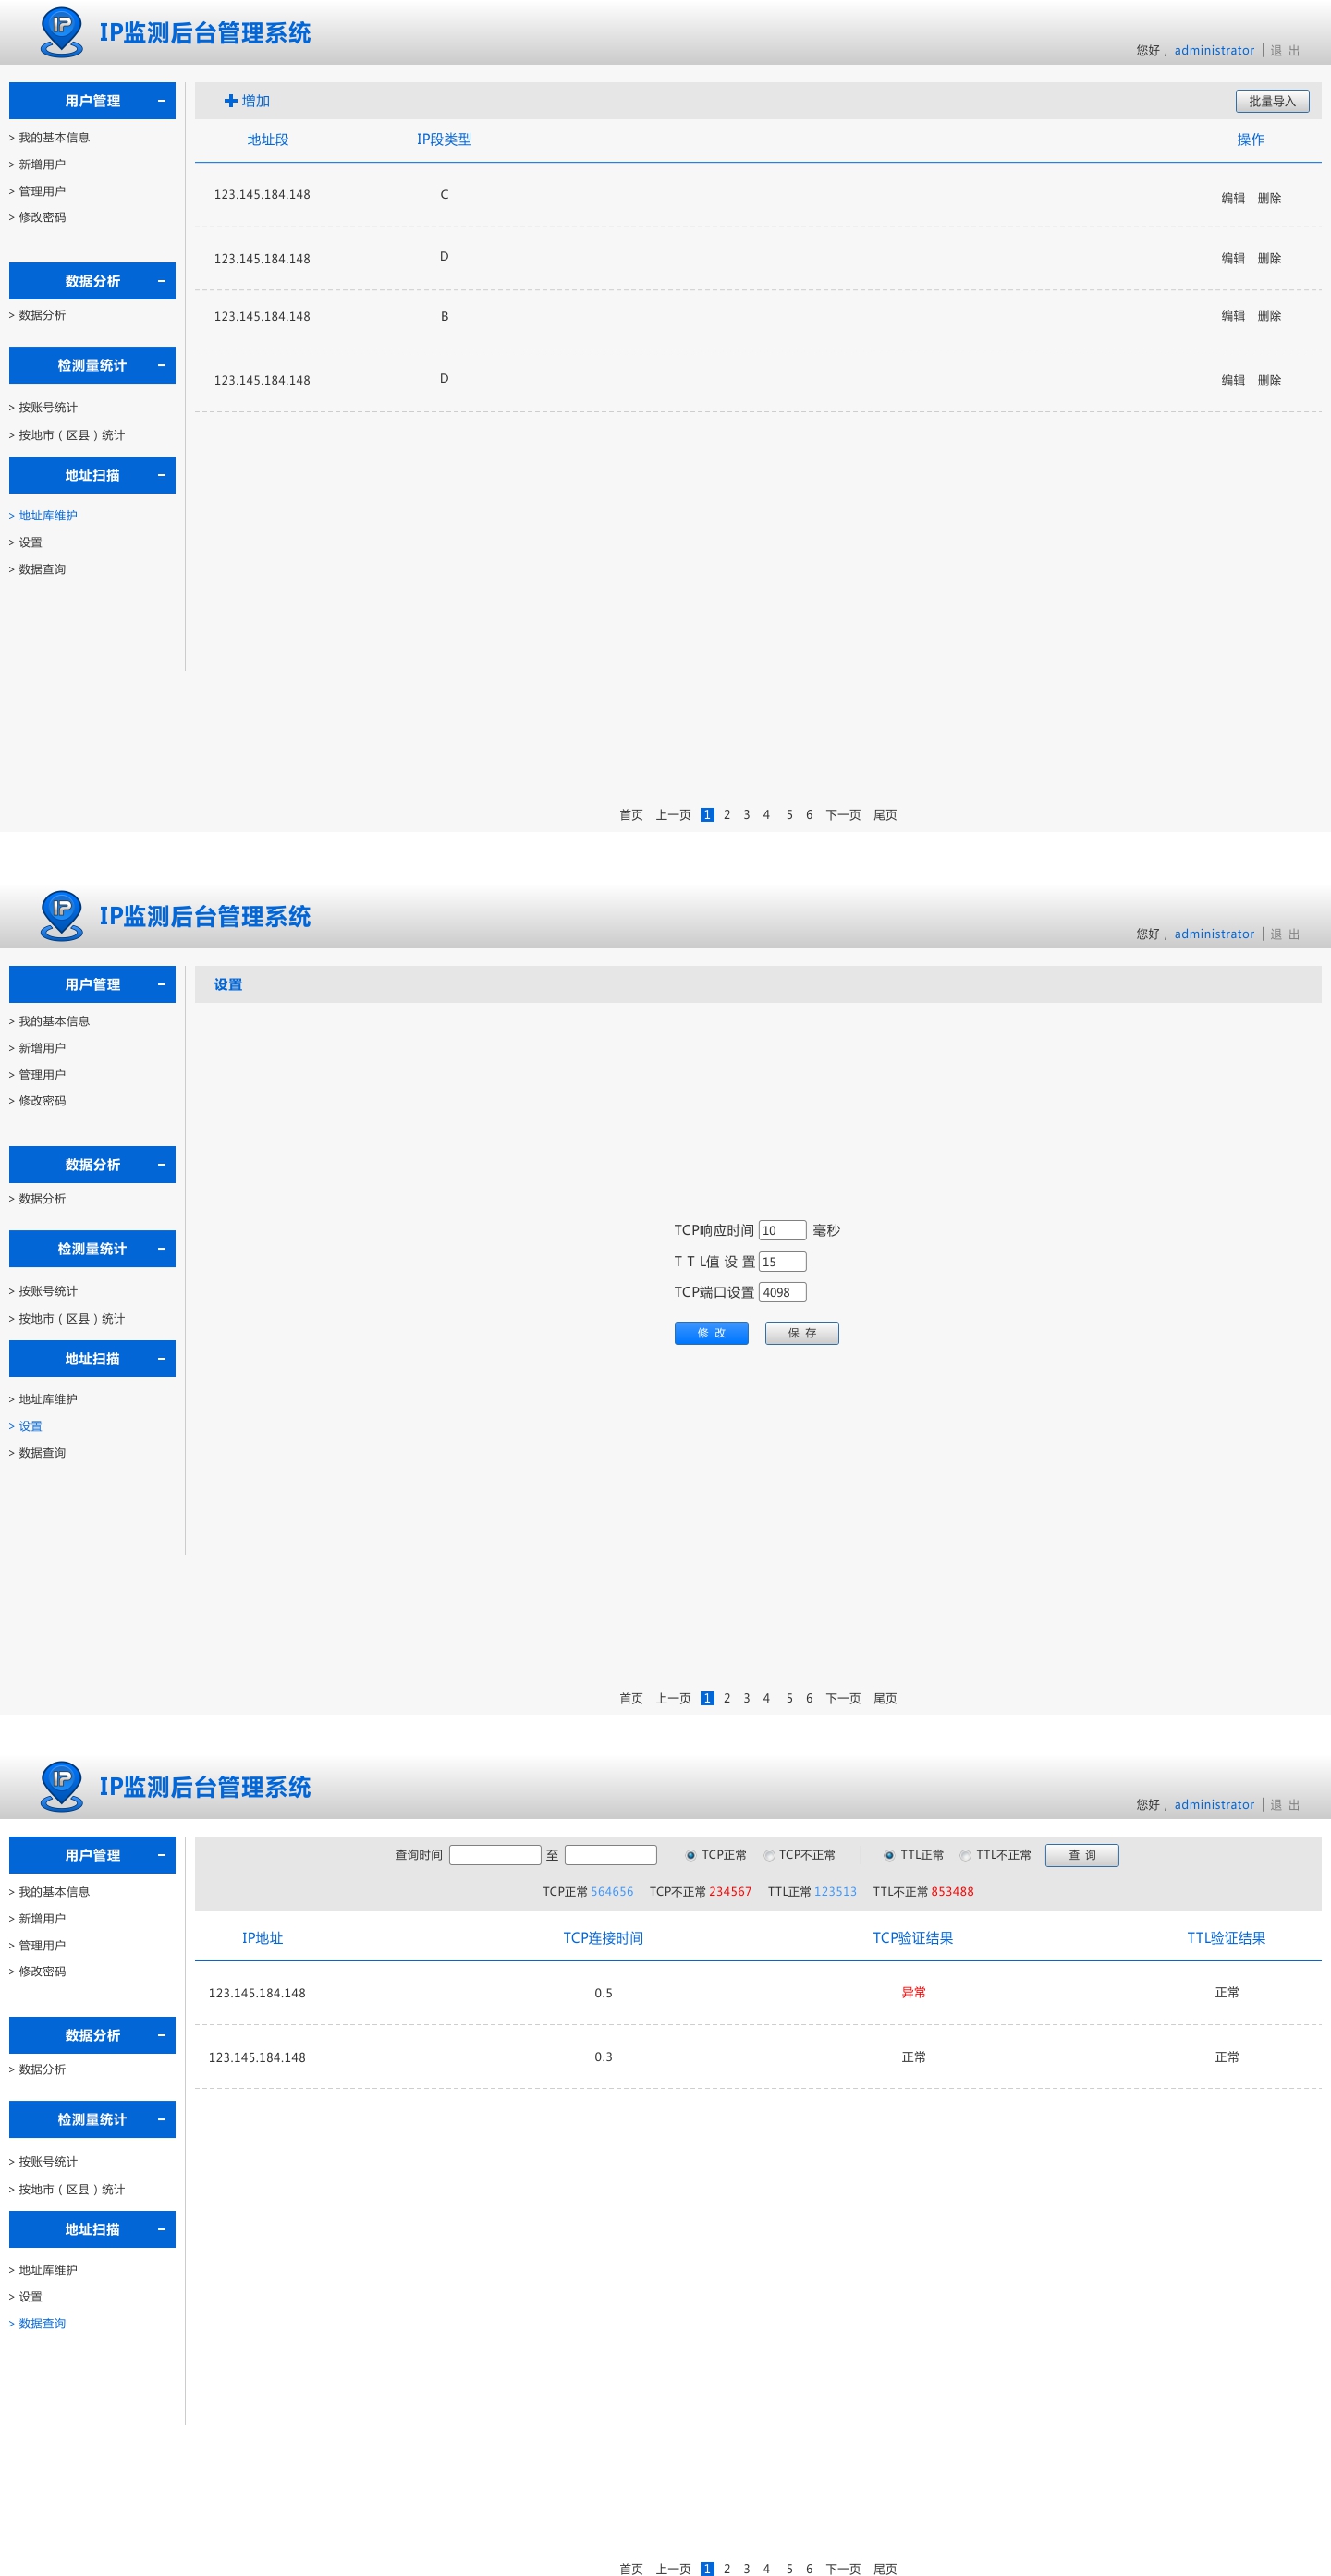 IP监测后台管理系统
您好， administrator | 退 出
用户管理
> 我的基本信息
> 新增用户
> 管理用户
> 修改密码
数据分析
> 数据分析
检测量统计
> 按账号统计
> 按地市（区县）统计
地址扫描
> 地址库维护
> 设置
> 数据查询
增加 批量导入
地址段 IP段类型 操作
123.145.184.148 C 编辑 删除
123.145.184.148 D 编辑 删除
123.145.184.148 B 编辑 删除
123.145.184.148 D 编辑 删除
首页 上一页 1 2 3 4 5 6 下一页 尾页
IP监测后台管理系统
您好， administrator | 退 出
用户管理
> 我的基本信息
> 新增用户
> 管理用户
> 修改密码
数据分析
> 数据分析
检测量统计
> 按账号统计
> 按地市（区县）统计
地址扫描
> 地址库维护
> 设置
> 数据查询
设置
TCP响应时间 10 毫秒
T T L值 设 置 15
TCP端口设置 4098
修 改 保 存
首页 上一页 1 2 3 4 5 6 下一页 尾页
IP监测后台管理系统
您好， administrator | 退 出
用户管理
> 我的基本信息
> 新增用户
> 管理用户
> 修改密码
数据分析
> 数据分析
检测量统计
> 按账号统计
> 按地市（区县）统计
地址扫描
> 地址库维护
> 设置
> 数据查询
查询时间 至 TCP正常 TCP不正常 TTL正常 TTL不正常 查 询
TCP正常 564656 TCP不正常 234567 TTL正常 123513 TTL不正常 853488
IP地址 TCP连接时间 TCP验证结果 TTL验证结果
123.145.184.148 0.5 异常 正常
123.145.184.148 0.3 正常 正常
首页 上一页 1 2 3 4 5 6 下一页 尾页